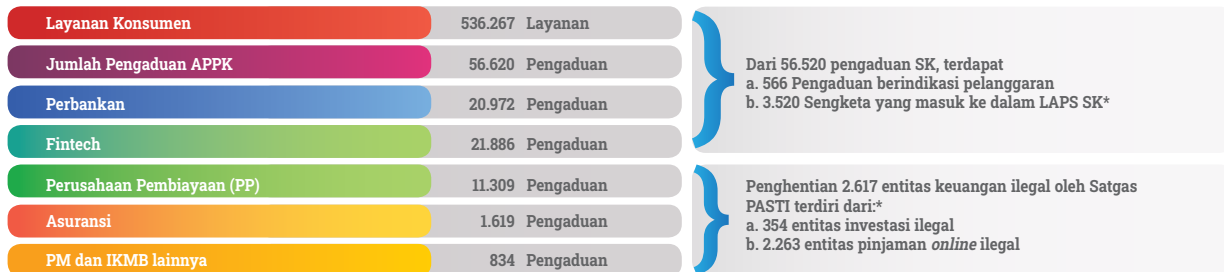 Layanan Konsumen 536.267 Layanan
Jumlah Pengaduan APPK 56.620 Pengaduan
Perbankan 20.972 Pengaduan
Fintech 21.886 Pengaduan
Perusahaan Pembiayaan (PP) 11.309 Pengaduan
Asuransi 1.619 Pengaduan
PM dan IKMB lainnya 834 Pengaduan
Dari 56.520 pengaduan SK, terdapat
a. 566 Pengaduan berindikasi pelanggaran
b. 3.520 Sengketa yang masuk ke dalam LAPS SK*
Penghentian 2.617 entitas keuangan ilegal oleh Satgas
PASTI terdiri dari:*
a. 354 entitas investasi ilegal
b. 2.263 entitas pinjaman online ilegal